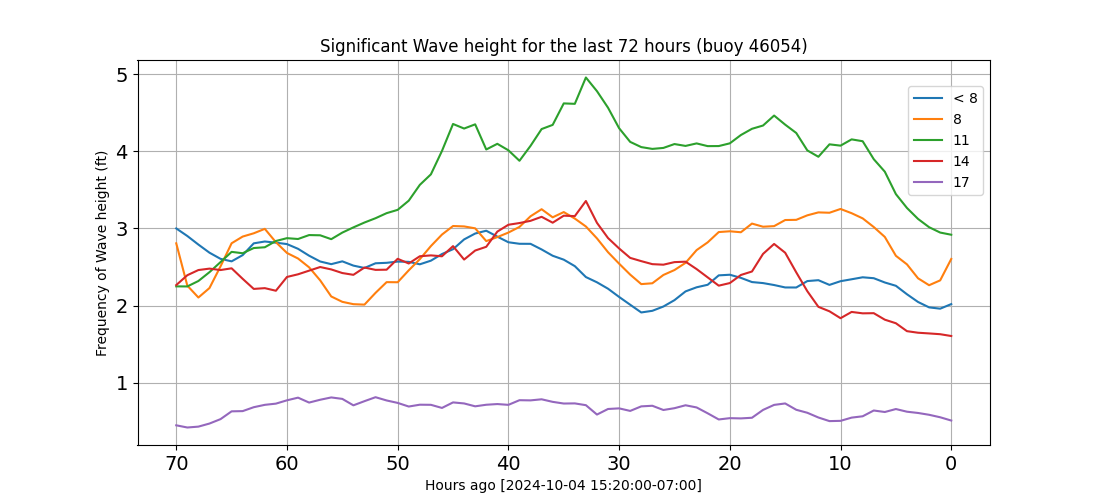 Significant Wave height for the last 72 hours (buoy 46054)
Frequency of Wave height (ft)
5
4
3
2
1
< 8
8
11
14
17
70 60 50 40 30 20 10 0
Hours ago [2024-10-04 15:20:00-07:00]